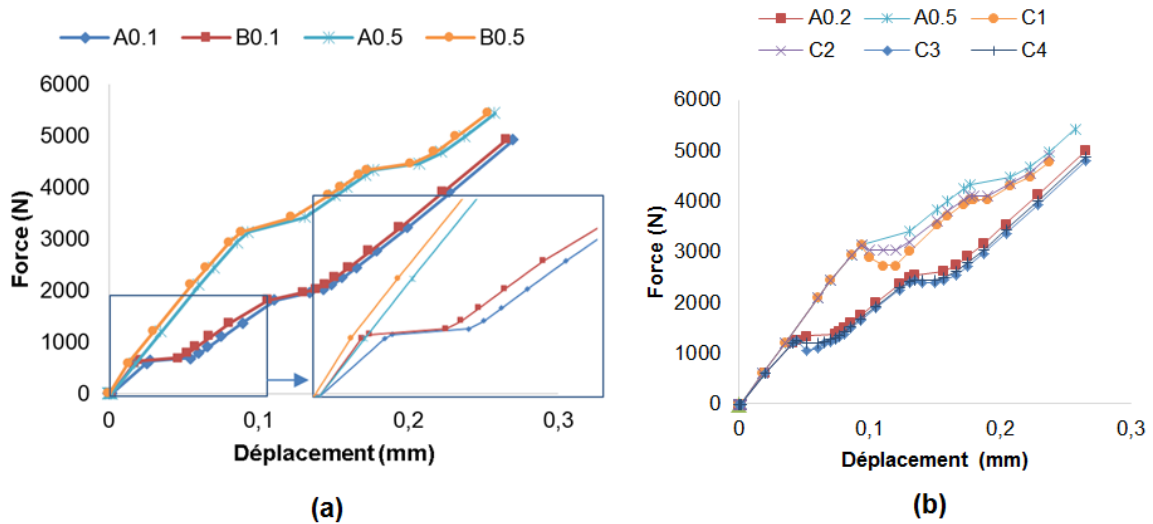 A0.1 B0.1 A0.5 B0.5
6000
5000
4000
3000
2000
1000
0
0 0,1 0,2 0,3
Force (N)
Déplacement (mm)
(a)
b)
A0.2 A0.5 C1
C2 C3 C4
6000
5000
4000
3000
2000
1000
0
0 0,1 0,2 0,3
Force (N)
Déplacement (mm)
(b)